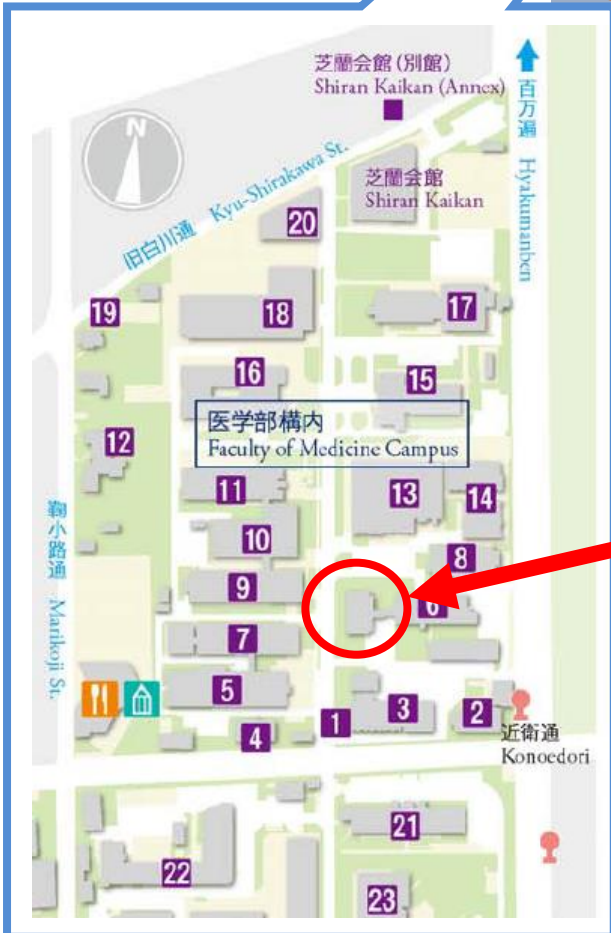 芝蘭会館(別館)
Shiran Kaikan (Annex)
百万遍 Hyakumanben
N
旧白川通 Kyu-Shirakawa St.
芝蘭会館
Shiran Kaikan
20
19
18
17
16
15
医学部構内
Faculty of Medicine Campus
12
11
13
14
10
鞠小路通 Marikoji St.
8
9
6
7
5
3
2
1
4
近衛通
Konoedori
21
22
23